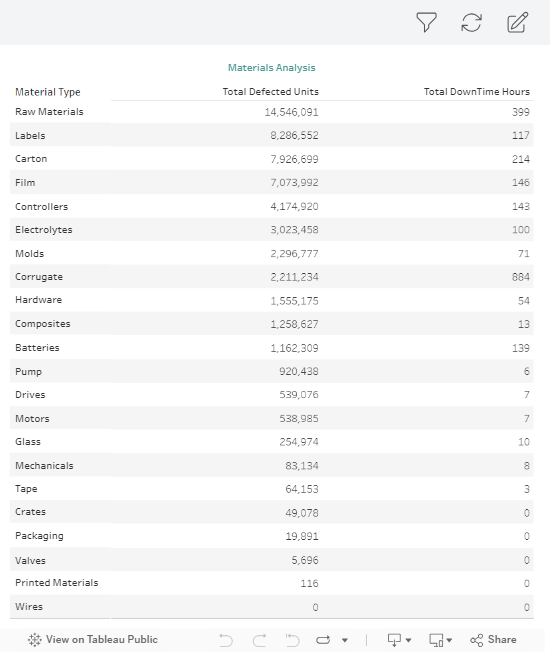 Materials Analysis
Material Type Total Defected Units Total DownTime Hours
Raw Materials 14,546,091 399
Labels 8,286,552 117
Carton 7,926,699 214
Film 7,073,992 146
Controllers 4,174,920 143
Electrolytes 3,023,458 100
Molds 2,296,777 71
Corrugate 2,211,234 884
Hardware 1,555,175 54
Composites 1,258,627 13
Batteries 1,162,309 139
Pump 920,438 6
Drives 539,076 7
Motors 538,985 7
Glass 254,974 10
Mechanicals 83,134 8
Tape 64,153 3
Crates 49,078 0
Packaging 19,891 0
Valves 5,696 0
Printed Materials 116 0
Wires 0 0
View on Tableau Public Share